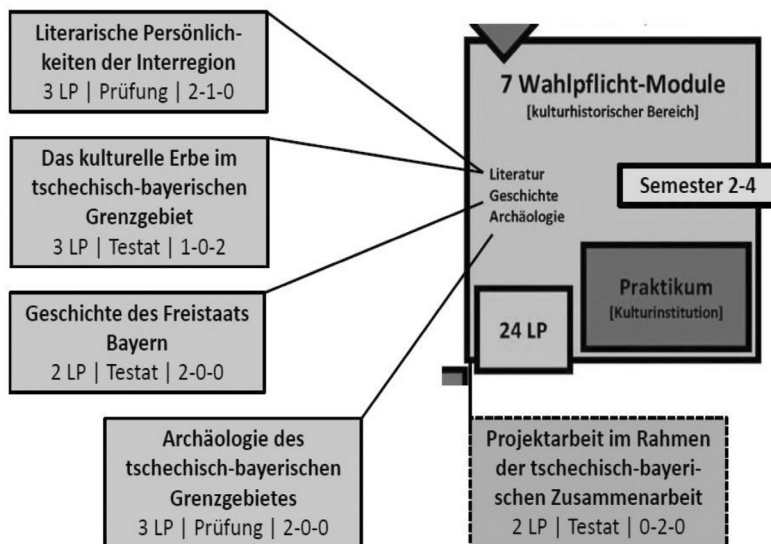 Literarische Persönlich-
keiten der Interregion
3 LP | Prüfung | 2-1-0
Das kulturelle Erbe im
tschechisch-bayerischen
Grenzgebiet
3 LP | Testat | 1-0-2
Geschichte des Freistaats
Bayern
2 LP | Testat | 2-0-0
Archäologie des
tschechisch-bayerischen
Grenzgebietes
3 LP | Prüfung | 2-0-0
7 Wahlpflicht-Module
[kulturhistorischer Bereich]
Literatur
Geschichte
Archäologie
Semester 2-4
Praktikum
[Kulturinstitution]
24 LP
Projektarbeit im Rahmen
der tschechisch-bayeri-
schen Zusammenarbeit
2 LP | Testat | 0-2-0